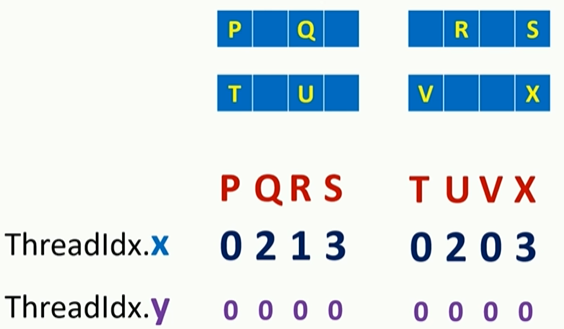 P Q R S
T U V X
P Q R S T U V X
ThreadIdx.x 0 2 1 3 0 2 0 3
ThreadIdx.y 0 0 0 0 0 0 0 0